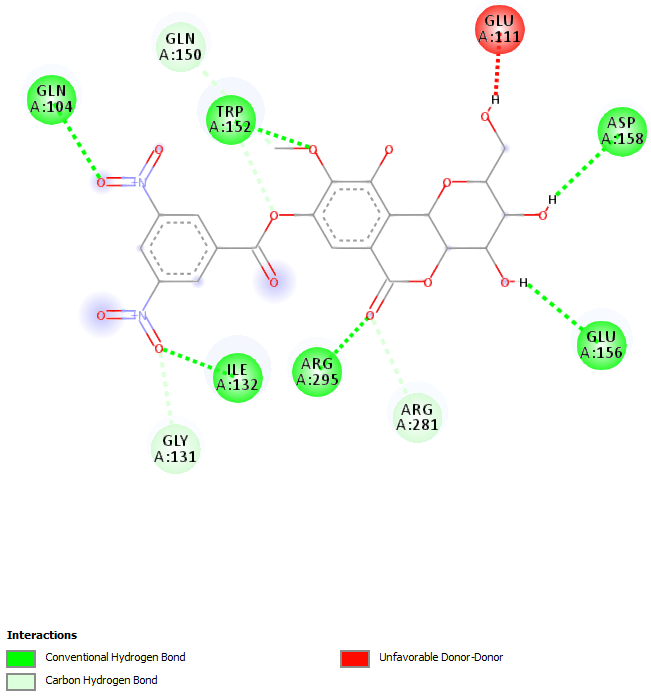 GLU
A:111
GLN
A:150
GLN
A:104
TRP
A:152
ASP
A:158
H
O
O
O
O
O
H
O
N+
O
O
O
H
O
O
O
O
N+
O
O
GLU
A:156
ILE
A:132
ARG
A:295
ARG
A:281
GLY
A:131
Interactions
Conventional Hydrogen Bond
Carbon Hydrogen Bond
Unfavorable Donor-Donor